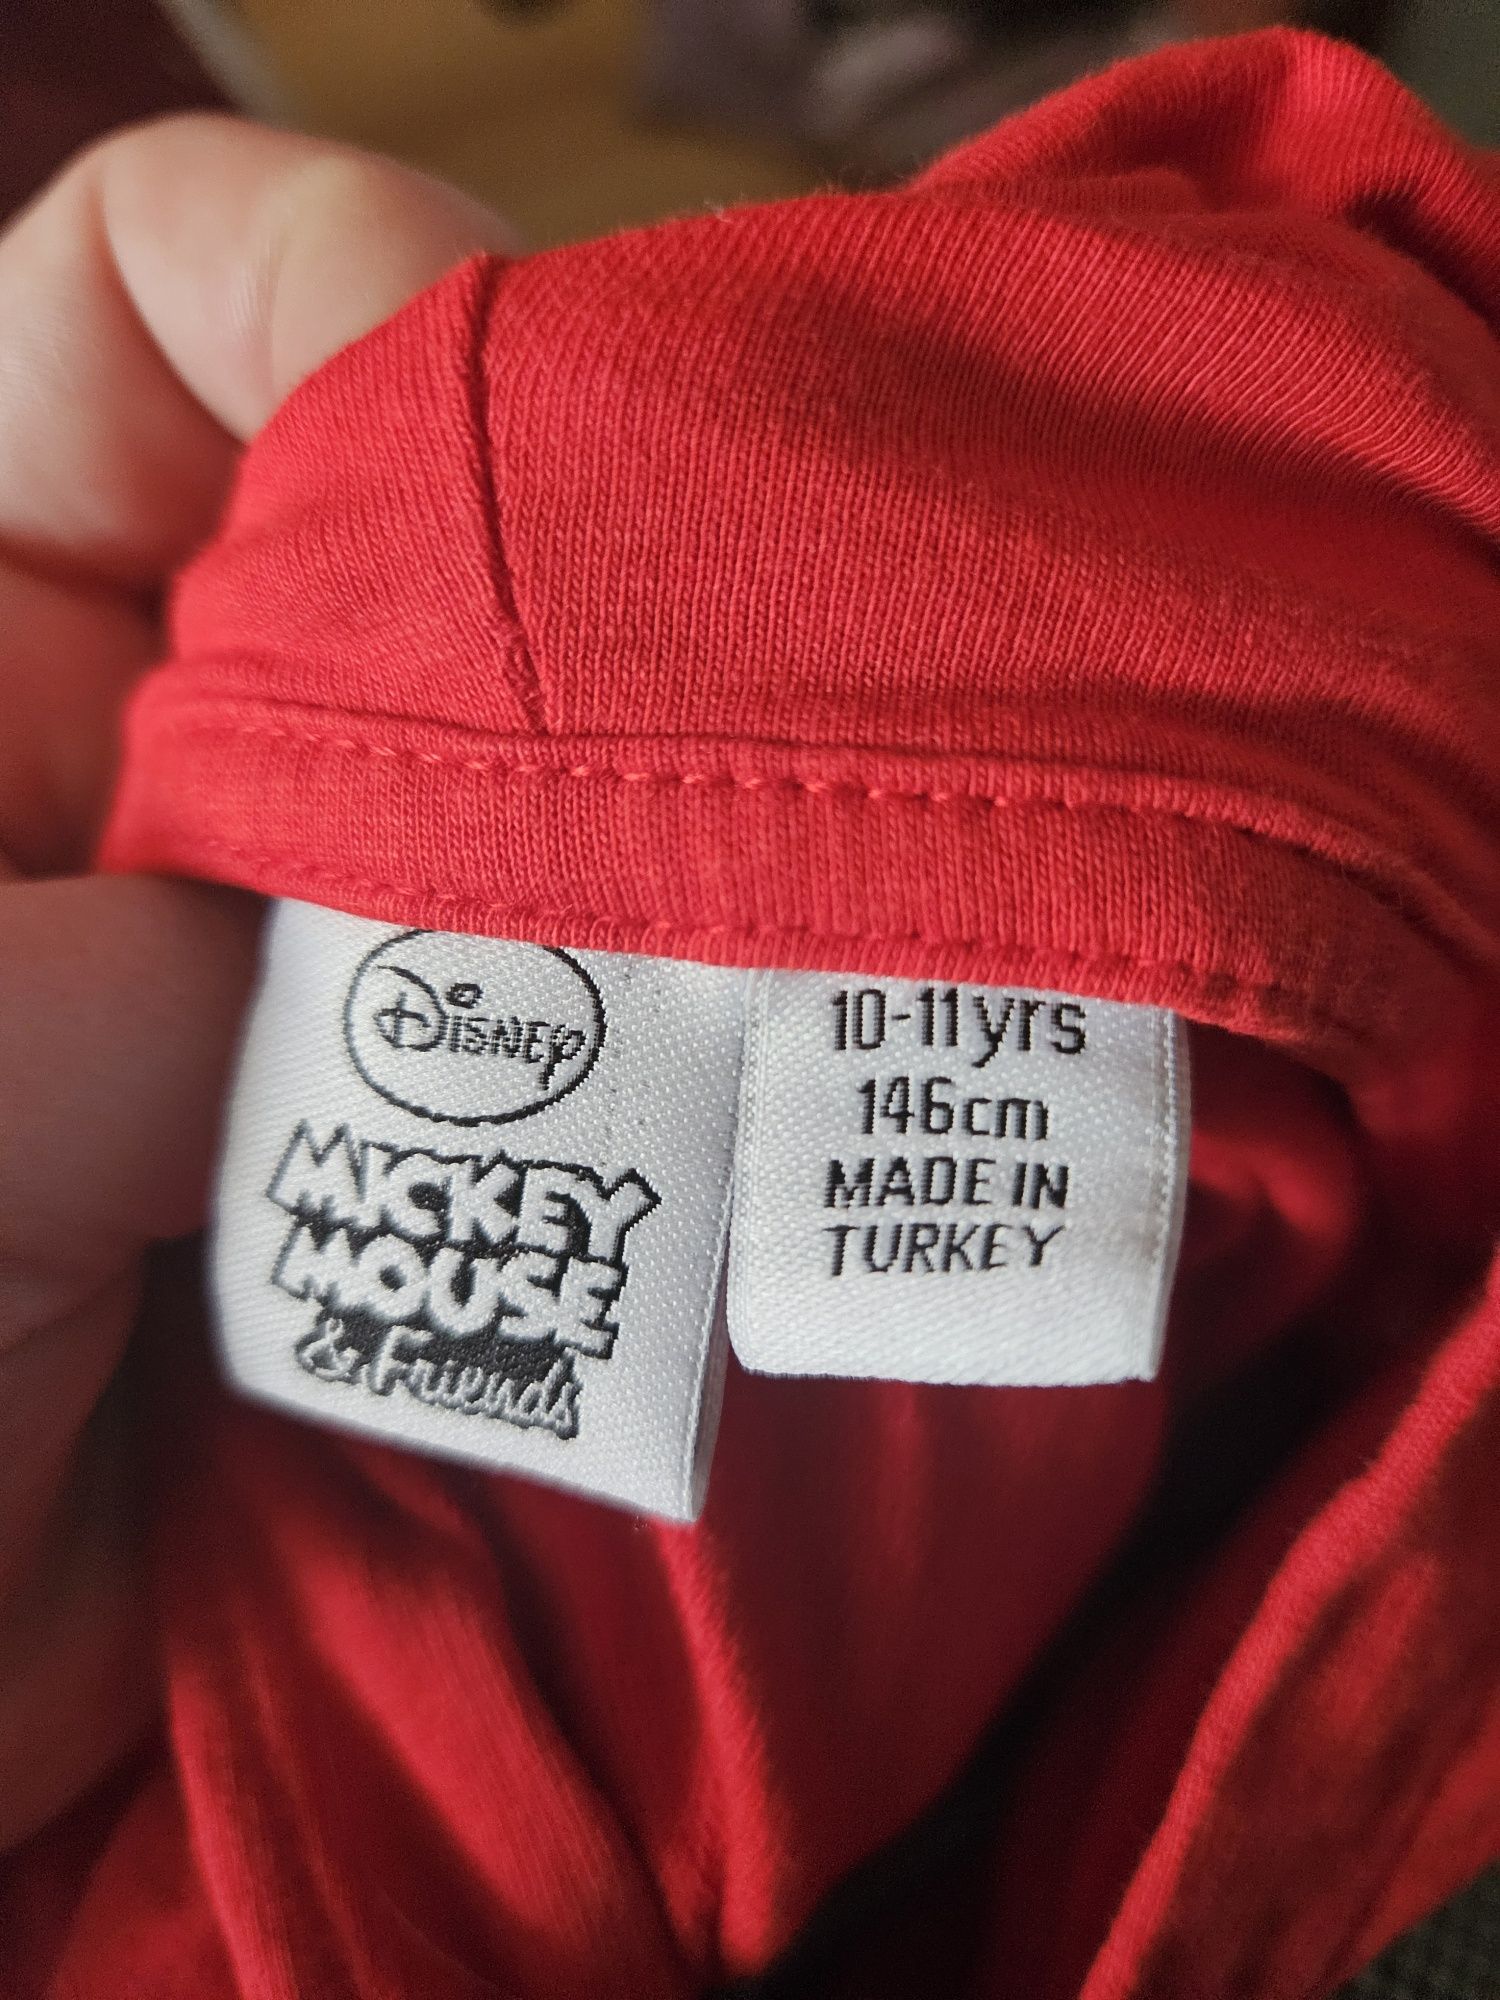 Disney
MICKEY
MOUSE
& Friends
10-11yrs
146cm
MADE IN
TURKEY